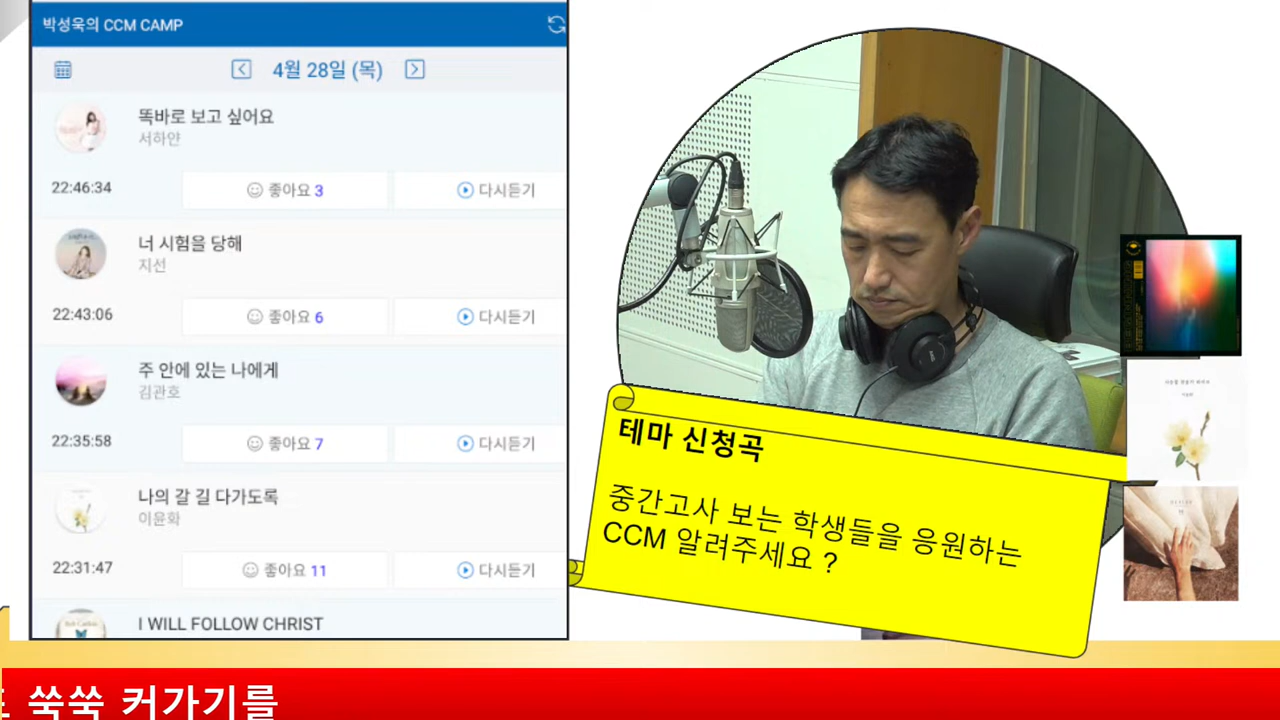 박성욱의 CCM CAMP
4월 28일 (목)
똑바로 보고 싶어요
서하얀
22:46:34
좋아요 3
다시듣기
너 시험을 당해
지선
22:43:06
좋아요 6
다시듣기
주 안에 있는 나에게
김관호
22:35:58
좋아요 7
다시듣기
나의 갈 길 다가도록
이윤화
22:31:47
좋아요 11
다시듣기
I WILL FOLLOW CHRIST
테마 신청곡
중간고사 보는 학생들을 응원하는
CCM 알려주세요 ?
쑥쑥 커가기를